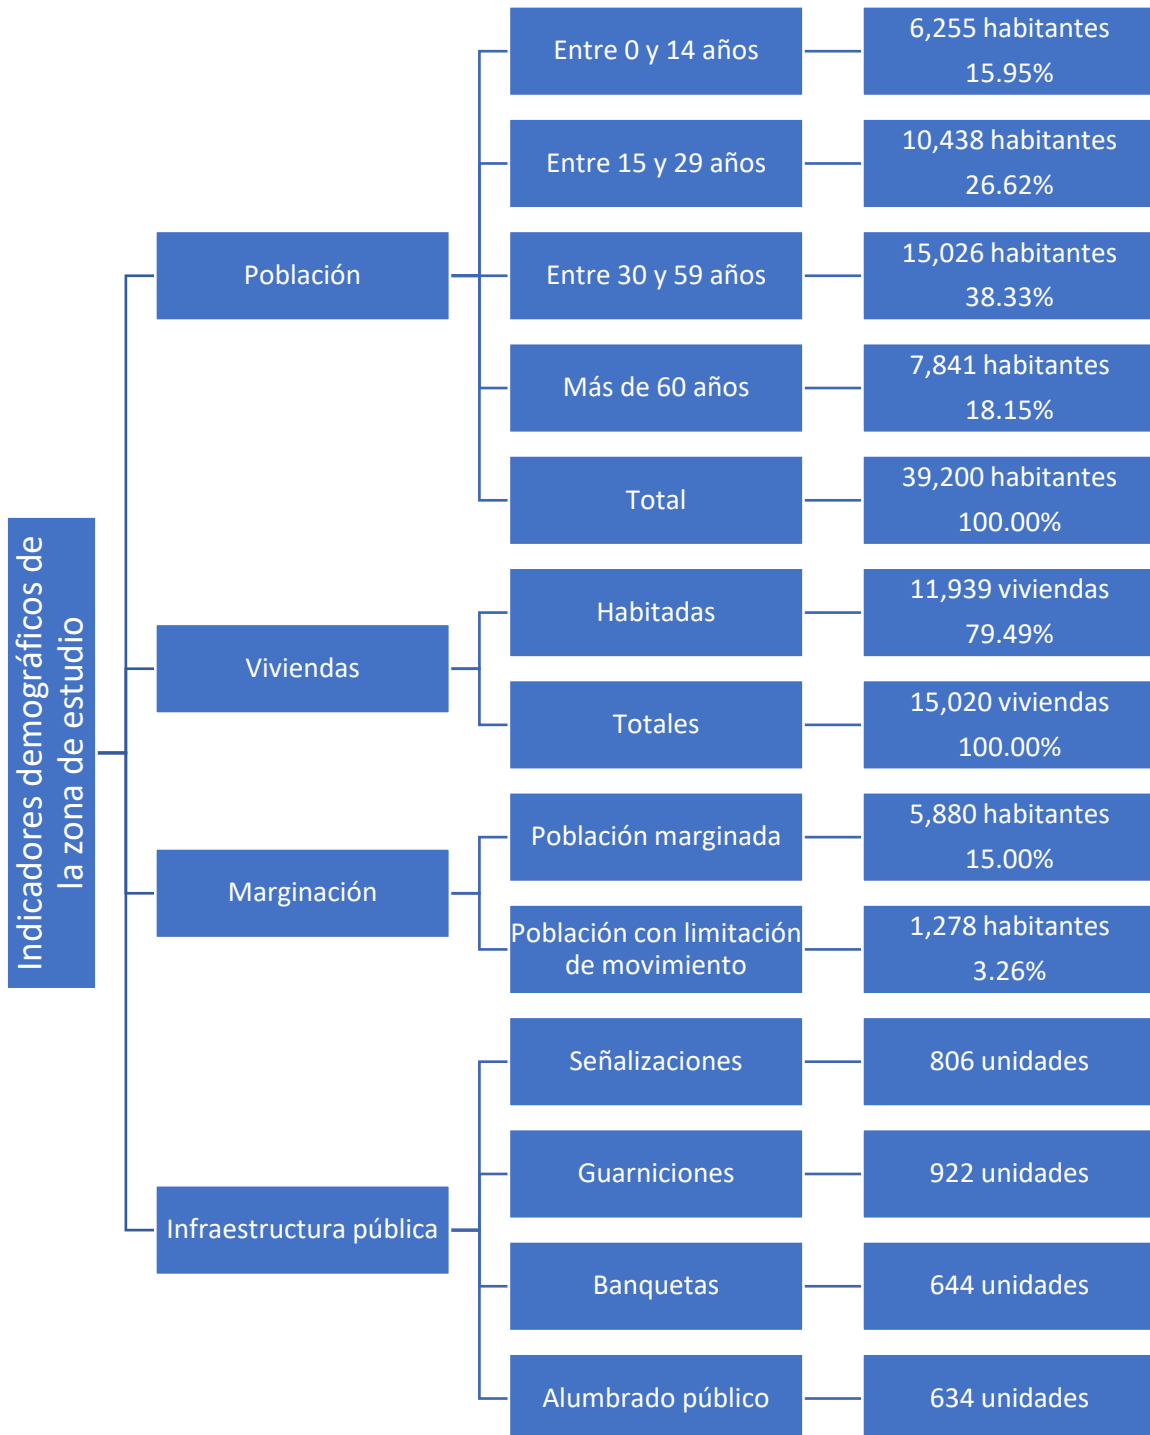 Indicadores demográficos de
la zona de estudio
Población
Entre 0 y 14 años
6,255 habitantes
15.95%
Entre 15 y 29 años
10,438 habitantes
26.62%
Entre 30 y 59 años
15,026 habitantes
38.33%
Más de 60 años
7,841 habitantes
18.15%
Total
39,200 habitantes
100.00%
Viviendas
Habitadas
11,939 viviendas
79.49%
Totales
15,020 viviendas
100.00%
Marginación
Población marginada
5,880 habitantes
15.00%
Población con limitación
de movimiento
1,278 habitantes
3.26%
Infraestructura pública
Señalizaciones
806 unidades
Guarniciones
922 unidades
Banquetas
644 unidades
Alumbrado público
634 unidades